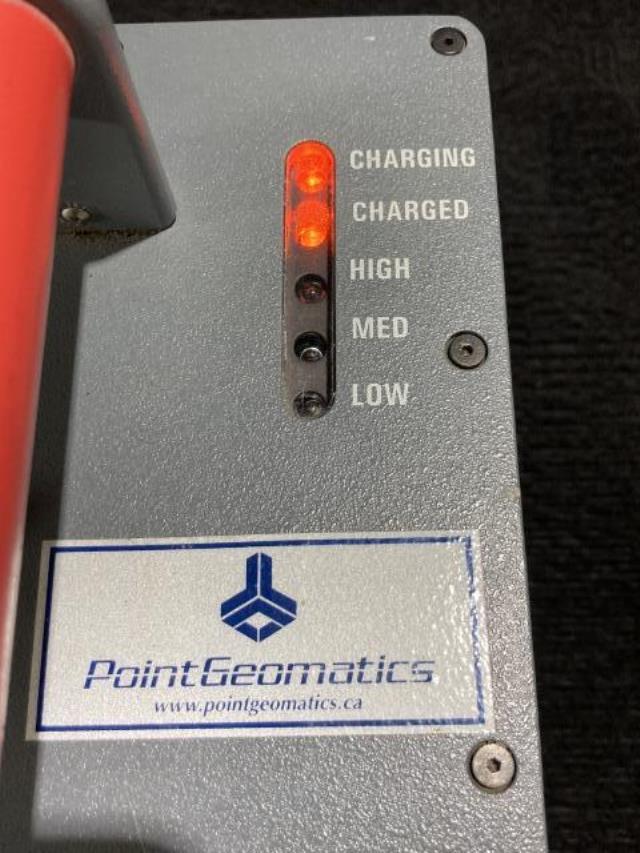 CHARGING
CHARGED
HIGH
MED
LOW
PointGeomatics
www.pointgeomatics.ca